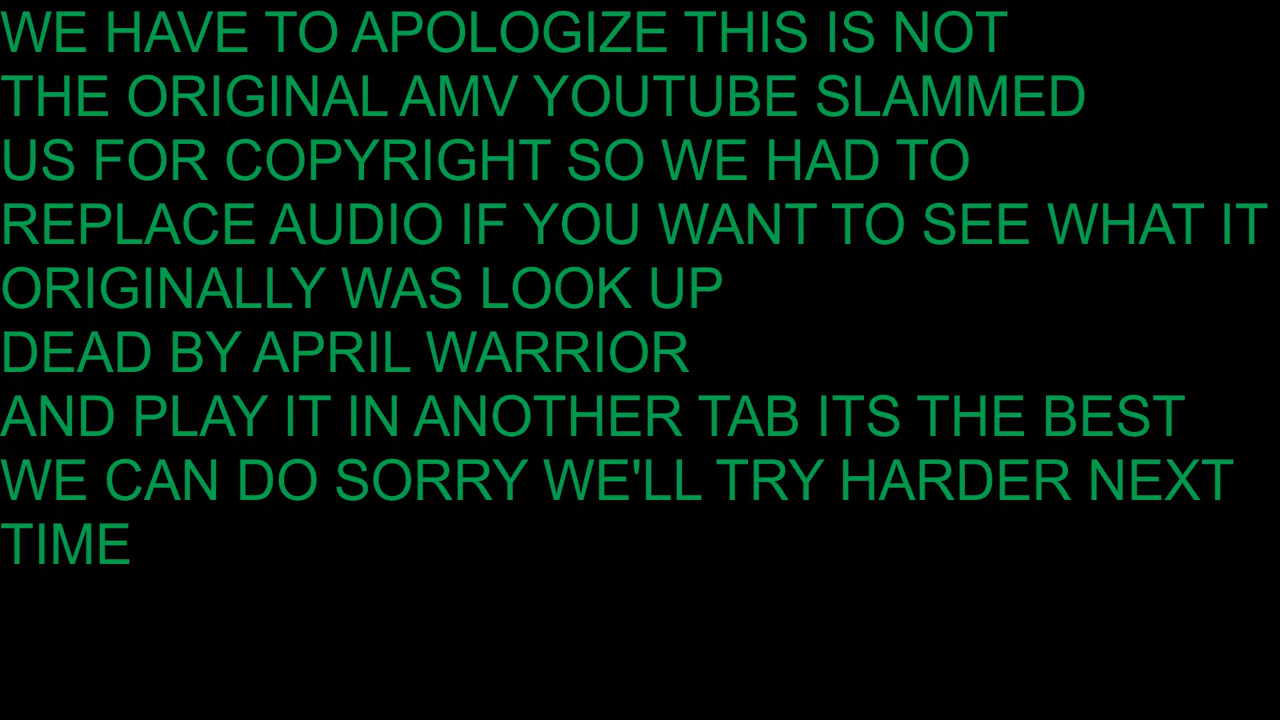 WE HAVE TO APOLOGIZE THIS IS NOT
THE ORIGINAL AMV YOUTUBE SLAMMED
US FOR COPYRIGHT SO WE HAD TO
REPLACE AUDIO IF YOU WANT TO SEE WHAT IT
ORIGINALLY WAS LOOK UP
DEAD BY APRIL WARRIOR
AND PLAY IT IN ANOTHER TAB ITS THE BEST
WE CAN DO SORRY WE'LL TRY HARDER NEXT
TIME